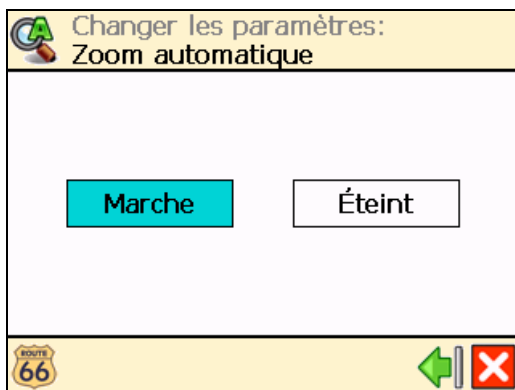 A
Changer les paramètres:
Zoom automatique
Marche
Éteint
ROUTE
66